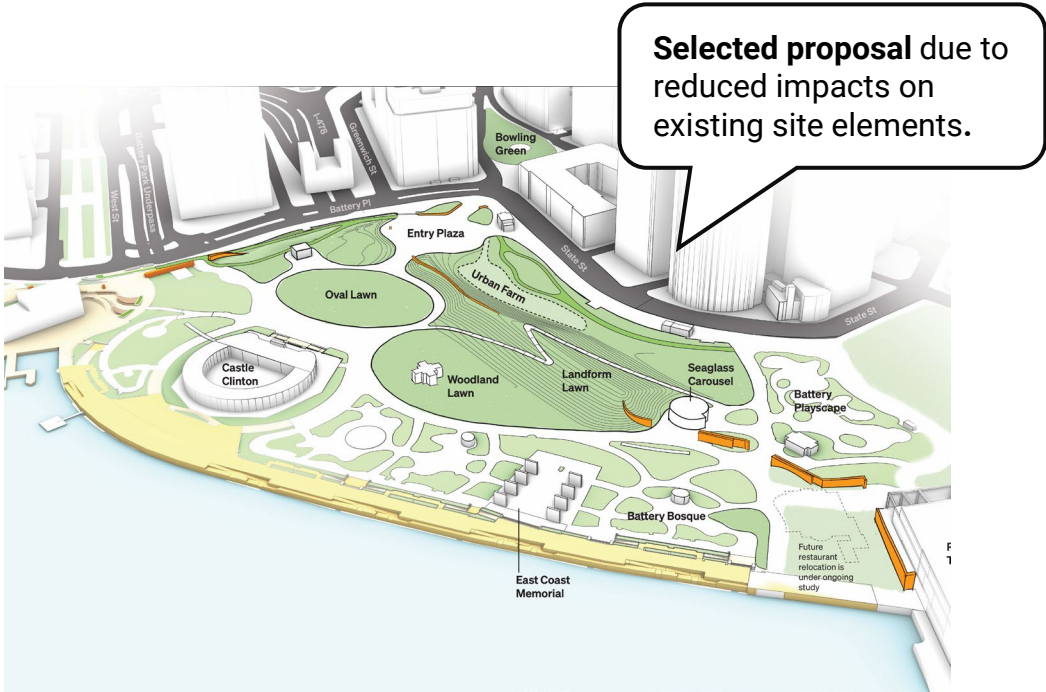 Selected proposal due to
reduced impacts on
existing site elements.
I-478
Greenwich St
Bowling
Green
West St
Battery Park Underpass
Battery Pl
Entry Plaza
State St
Urban Farm
Oval Lawn
State St
Castle
Clinton
Woodland
Lawn
Landform
Lawn
Seaglass
Carousel
Battery
Playscape
Battery Bosque
Future
restaurant
relocation is
under ongoing
study
East Coast
Memorial